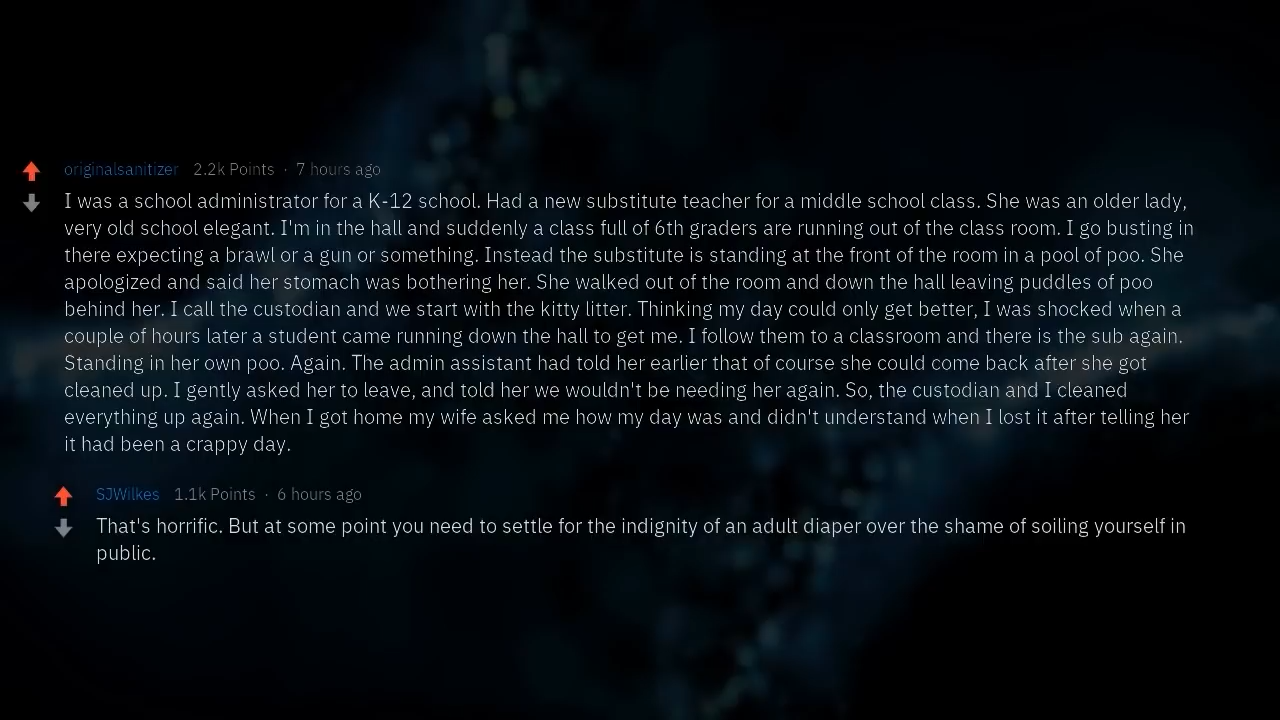 originalsanitizer 2.2k Points · 7 hours ago
I was a school administrator for a K-12 school. Had a new substitute teacher for a middle school class. She was an older lady,
very old school elegant. I'm in the hall and suddenly a class full of 6th graders are running out of the class room. I go busting in
there expecting a brawl or a gun or something. Instead the substitute is standing at the front of the room in a pool of poo. She
apologized and said her stomach was bothering her. She walked out of the room and down the hall leaving puddles of poo
behind her. I call the custodian and we start with the kitty litter. Thinking my day could only get better, I was shocked when a
couple of hours later a student came running down the hall to get me. I follow them to a classroom and there is the sub again.
Standing in her own poo. Again. The admin assistant had told her earlier that of course she could come back after she got
cleaned up. I gently asked her to leave, and told her we wouldn't be needing her again. So, the custodian and I cleaned
everything up again. When I got home my wife asked me how my day was and didn't understand when I lost it after telling her
it had been a crappy day.
SJWilkes 1.1k Points · 6 hours ago
That's horrific. But at some point you need to settle for the indignity of an adult diaper over the shame of soiling yourself in
public.